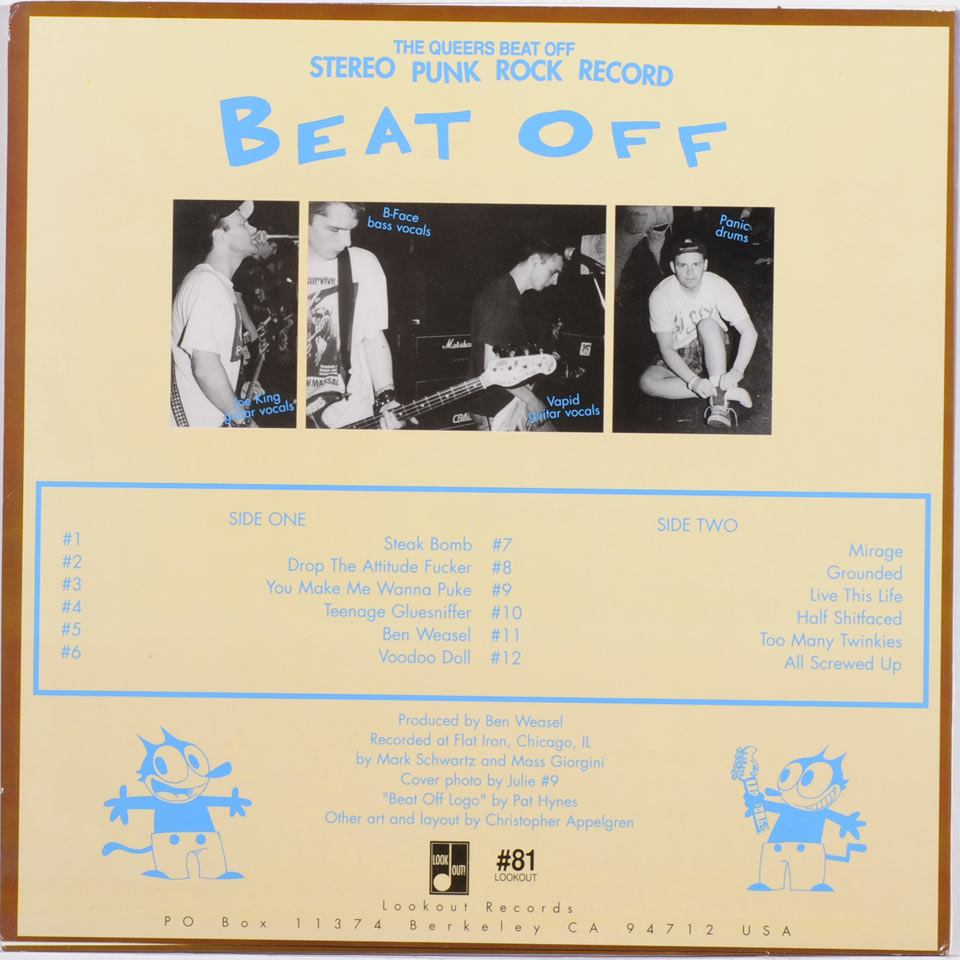 THE QUEERS BEAT OFF
STEREO PUNK ROCK RECORD
BEAT OFF
B-Face
bass vocals
Panic
drums
survive
Marshall
Joe King
guitar vocals
Vapid
guitar vocals
SIDE ONE
#1 Steak Bomb
#2 Drop The Attitude Fucker
#3 You Make Me Wanna Puke
#4 Teenage Gluesniffer
#5 Ben Weasel
#6 Voodoo Doll
SIDE TWO
#7 Mirage
#8 Grounded
#9 Live This Life
#10 Half Shitfaced
#11 Too Many Twinkies
#12 All Screwed Up
Produced by Ben Weasel
Recorded at Flat Iron, Chicago, IL
by Mark Schwartz and Mass Giorgini
Cover photo by Julie #9
"Beat Off Logo" by Pat Hynes
Other art and layout by Christopher Appelgren
LOOK OUT!
#81
LOOKOUT
Lookout Records
PO Box 11374 Berkeley CA 94712 USA